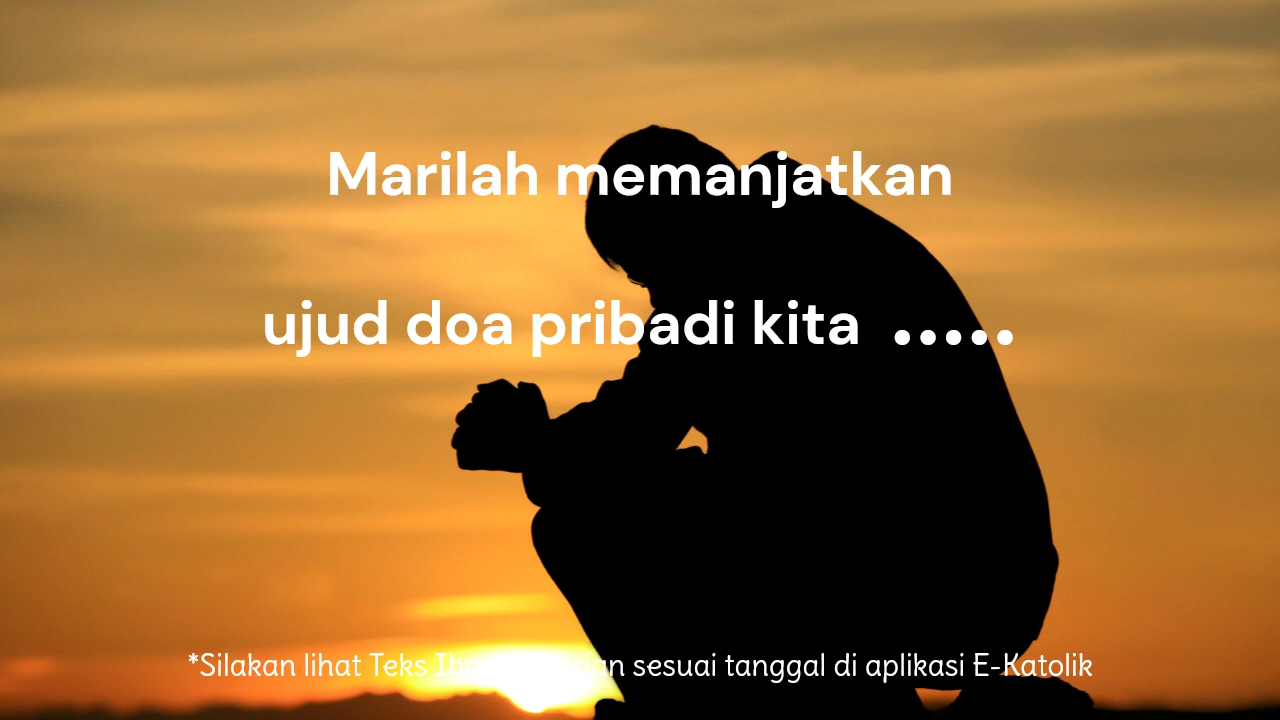 Marilah memanjatkan
ujud doa pribadi kita .....
*Silakan lihat Teks sesuai tanggal di aplikasi E-Katolik